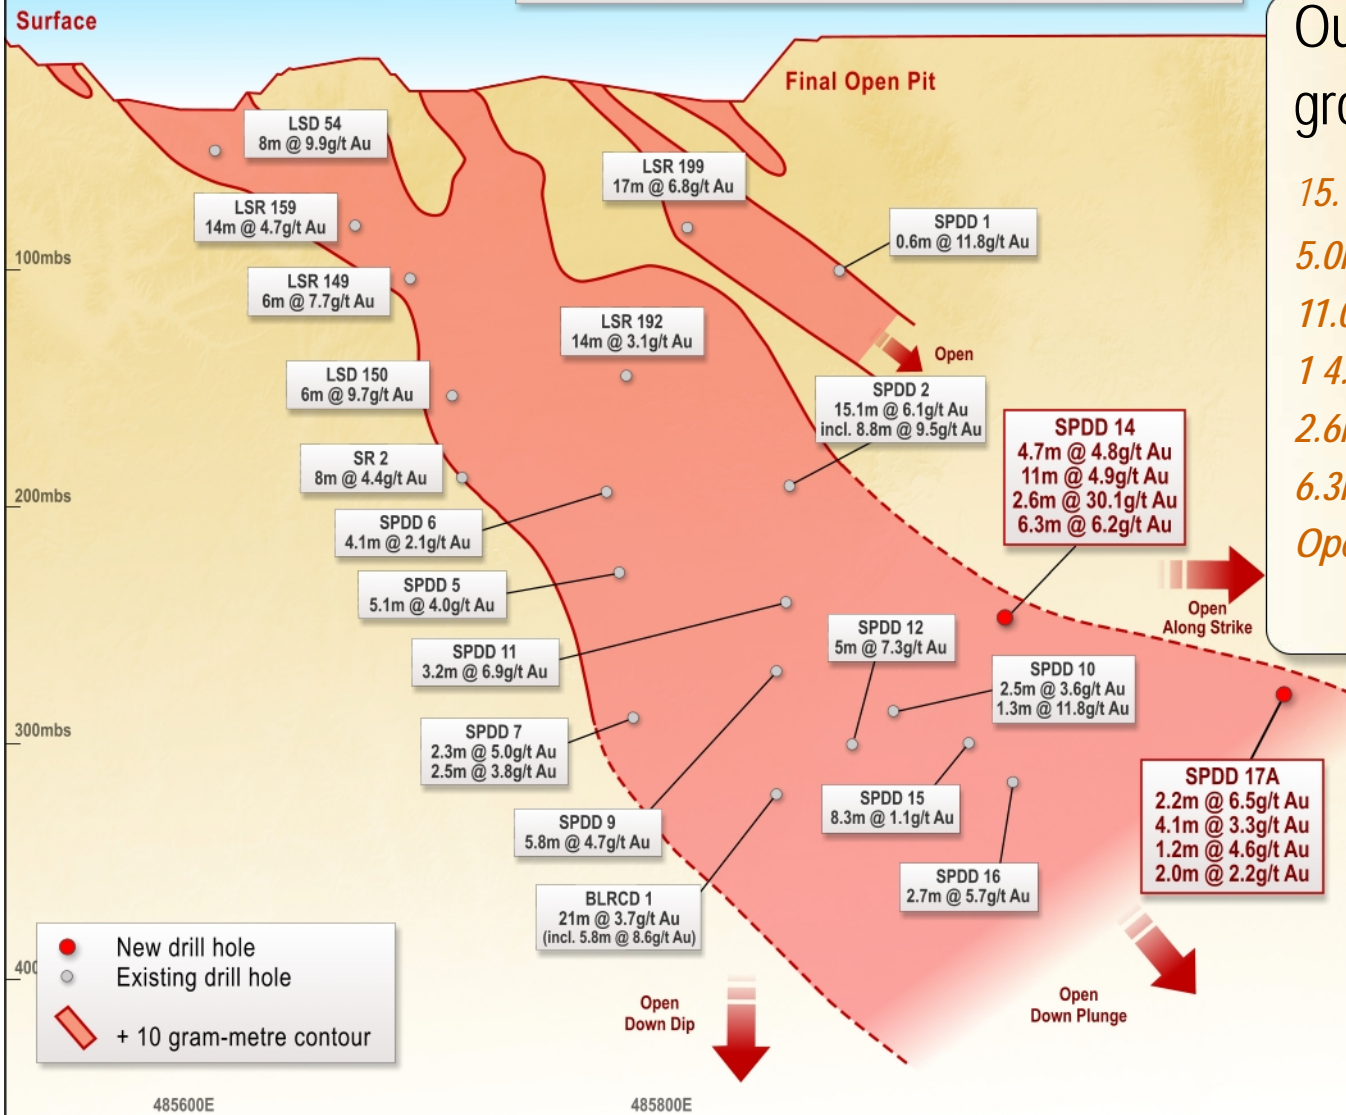 Surface
Final Open Pit
LSD 54
8m @ 9.9g/t Au
LSR 199
17m @ 6.8g/t Au
LSR 159
14m @ 4.7g/t Au
SPDD 1
0.6m @ 11.8g/t Au
100mbs
LSR 149
6m @ 7.7g/t Au
LSR 192
14m @ 3.1g/t Au
Open
LSD 150
6m @ 9.7g/t Au
SPDD 2
15.1m @ 6.1g/t Au
incl. 8.8m @ 9.5g/t Au
SPDD 14
4.7m @ 4.8g/t Au
11m @ 4.9g/t Au
2.6m @ 30.1g/t Au
6.3m @ 6.2g/t Au
SR 2
8m @ 4.4g/t Au
200mbs
SPDD 6
4.1m @ 2.1g/t Au
SPDD 5
5.1m @ 4.0g/t Au
Open
Along Strike
SPDD 12
5m @ 7.3g/t Au
SPDD 11
3.2m @ 6.9g/t Au
SPDD 10
2.5m @ 3.6g/t Au
1.3m @ 11.8g/t Au
300mbs
SPDD 7
2.3m @ 5.0g/t Au
2.5m @ 3.8g/t Au
SPDD 17A
2.2m @ 6.5g/t Au
4.1m @ 3.3g/t Au
1.2m @ 4.6g/t Au
2.0m @ 2.2g/t Au
SPDD 15
8.3m @ 1.1g/t Au
SPDD 9
5.8m @ 4.7g/t Au
SPDD 16
2.7m @ 5.7g/t Au
BLRCD 1
21m @ 3.7g/t Au
(incl. 5.8m @ 8.6g/t Au)
New drill hole
Existing drill hole
+ 10 gram-metre contour
Open
Down Dip
Open
Down Plunge
485600E
485800E
15.
5.0
11.
1 4.
2.6
6.3